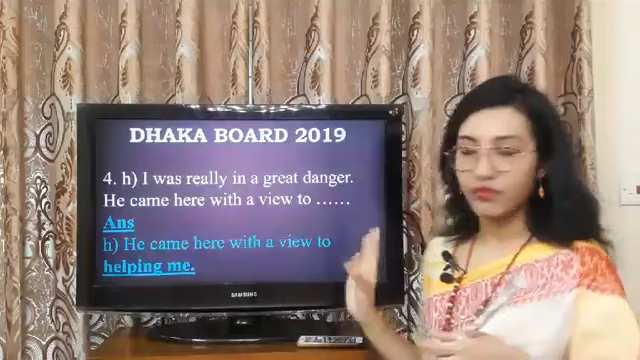 DHAKA BOARD 2019
4. h) I was really in a great danger.
He came here with a view to ……
Ans
h) He came here with a view to
helping me.
SAMSUNG